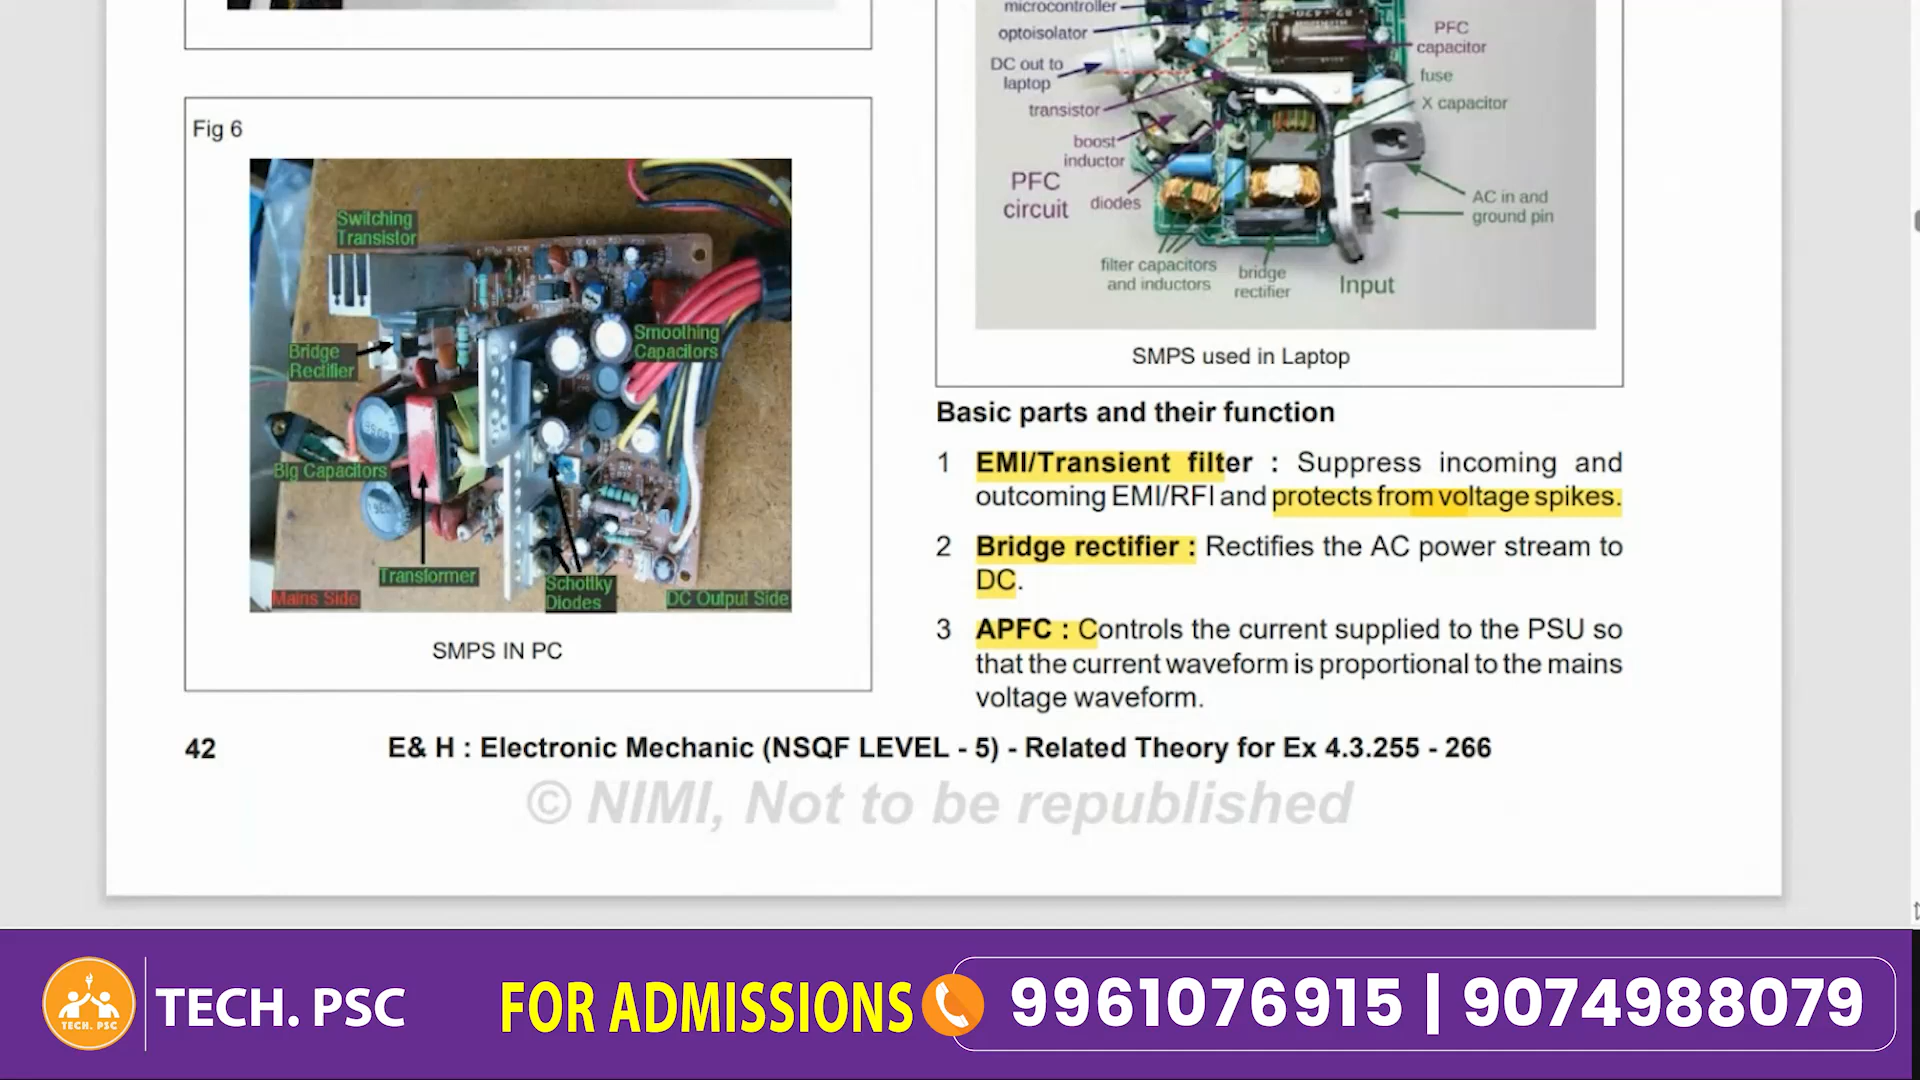 Fig 6
Switching
Transistor
Bridge
Rectifier
Smoothing
Capacitors
Big Capacitors
Transformer
Schottky
Diodes
Mains Side
DC Output Side
SMPS IN PC
microcontroller
optoisolator
DC out to
laptop
transistor
boost
inductor
PFC
circuit
diodes
filter capacitors
and inductors
bridge
rectifier
Input
PFC
capacitor
fuse
X capacitor
AC in and
ground pin
SMPS used in Laptop
Basic parts and their function
1 EMI/Transient filter : Suppress incoming and
outcoming EMI/RFI and protects from voltage spikes.
2 Bridge rectifier : Rectifies the AC power stream to
DC.
3 APFC : Controls the current supplied to the PSU so
that the current waveform is proportional to the mains
voltage waveform.
42 E& H : Electronic Mechanic (NSQF LEVEL - 5) - Related Theory for Ex 4.3.255 - 266
© NIMI, Not to be republished
TECH. PSC
TECH. PSC
FOR ADMISSIONS
9961076915 | 9074988079